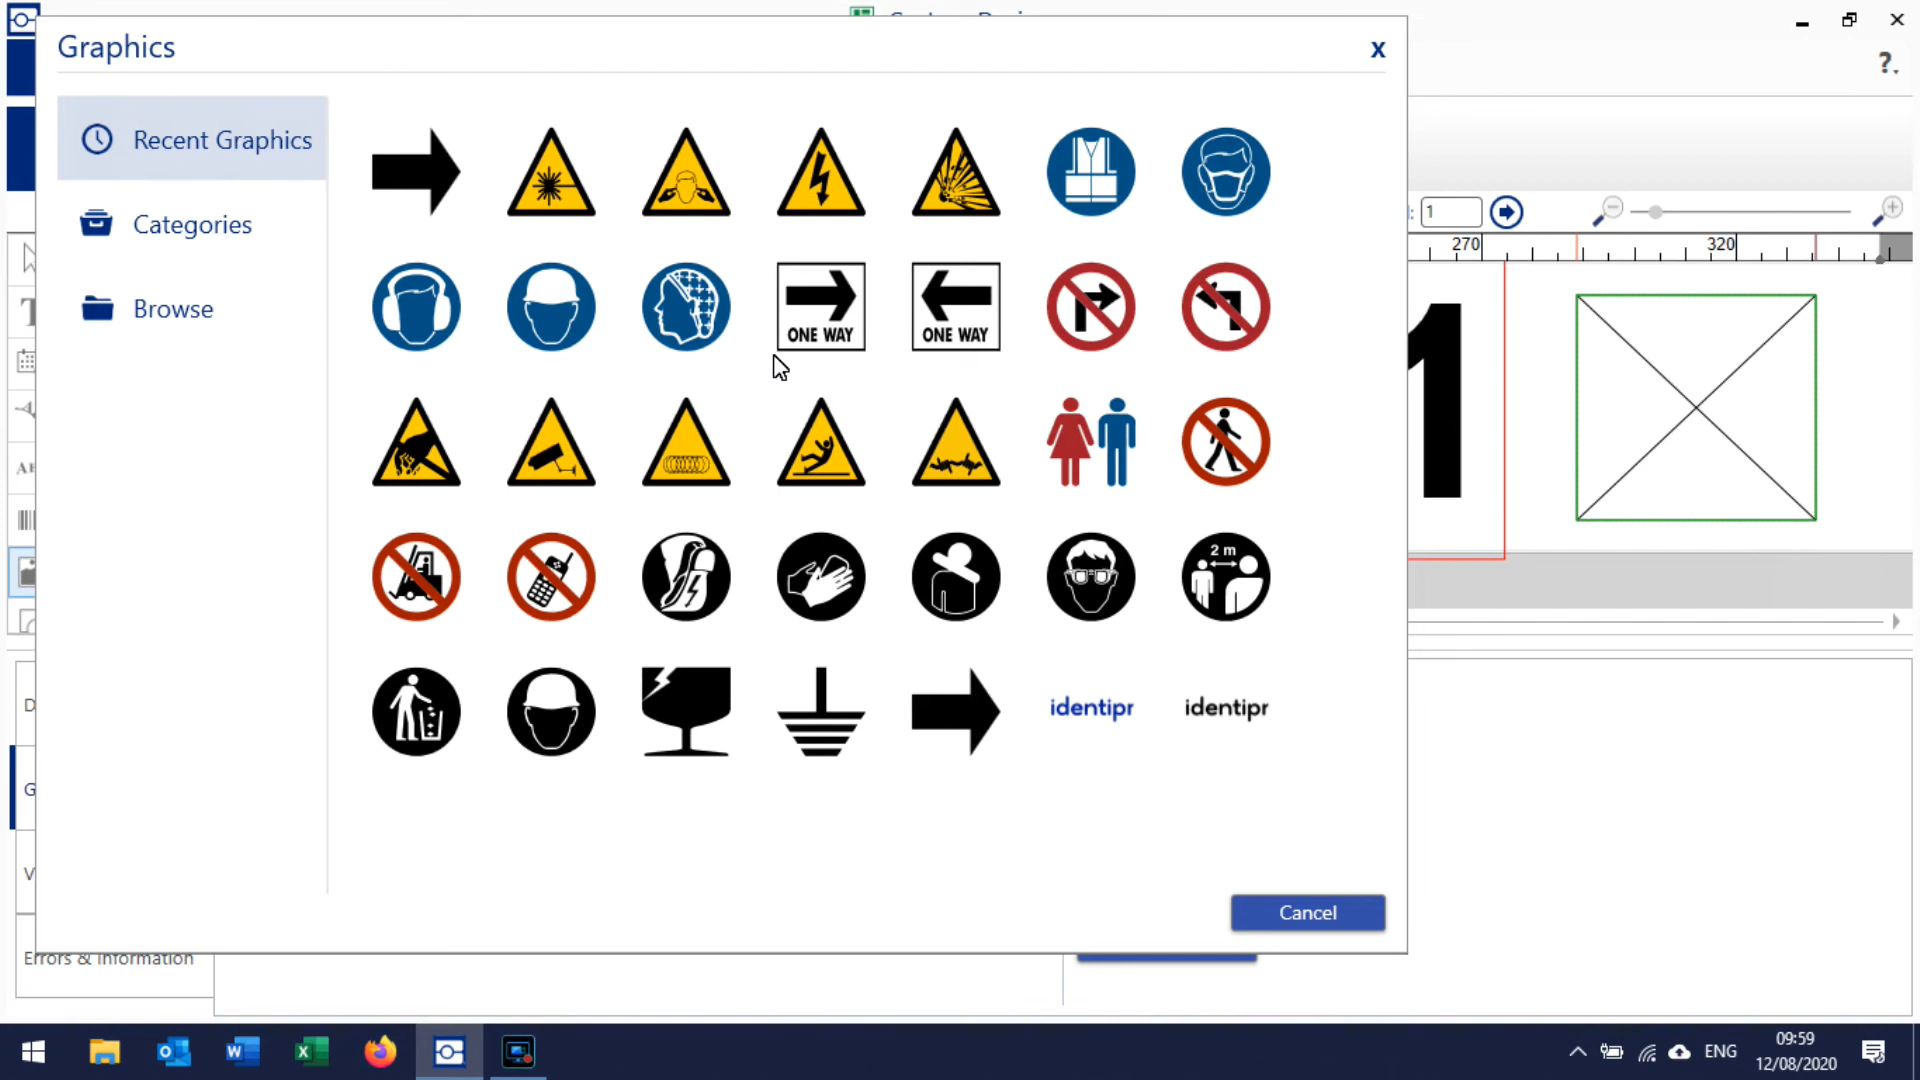 Graphics
x
?
Recent Graphics
Categories
Browse
1
270
320
1
ONE WAY
ONE WAY
2 m
identipr
identipr
D
G
V
Errors & Information
Cancel
ENG
09:59
12/08/2020